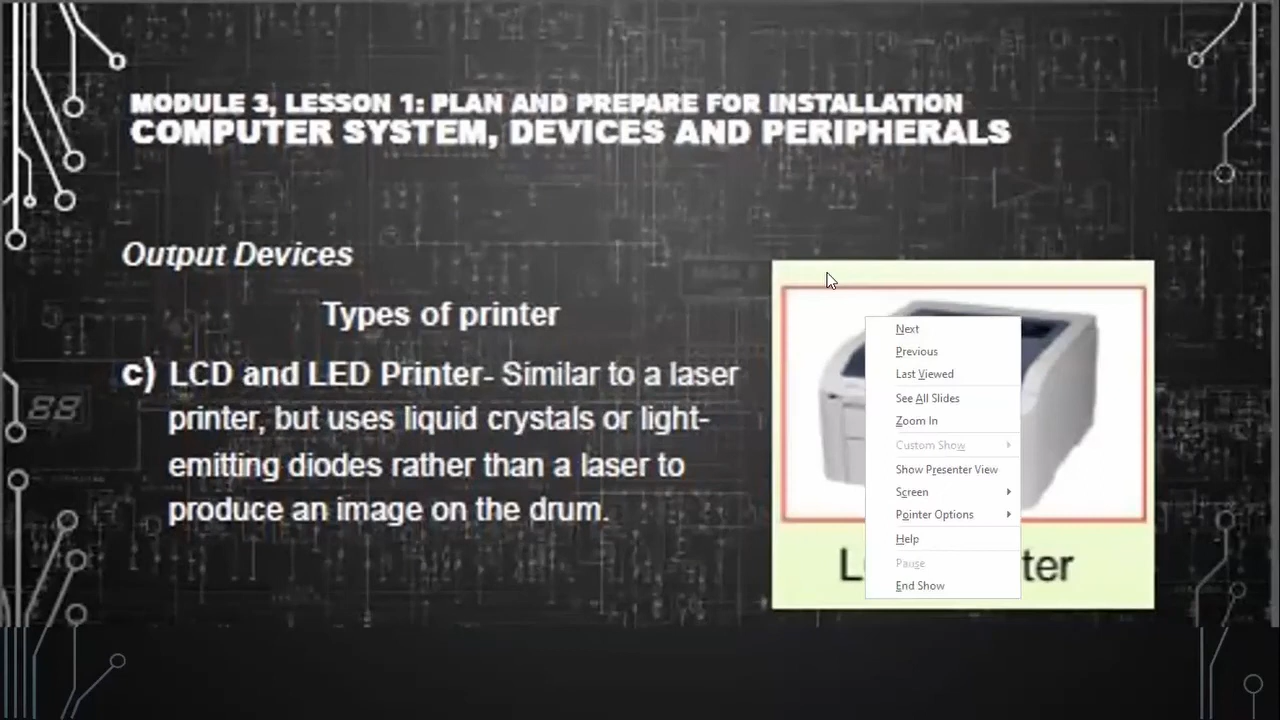 MODULE 3, LESSON 1: PLAN AND PREPARE FOR INSTALLATION
COMPUTER SYSTEM, DEVICES AND PERIPHERALS
Output Devices
Types of printer
c) LCD and LED Printer- Similar to a laser
printer, but uses liquid crystals or light-
emitting diodes rather than a laser to
produce an image on the drum.
88
Next
Previous
Last Viewed
See All Slides
Zoom In
Custom Show
Show Presenter View
Screen
Pointer Options
Help
Pause
End Show